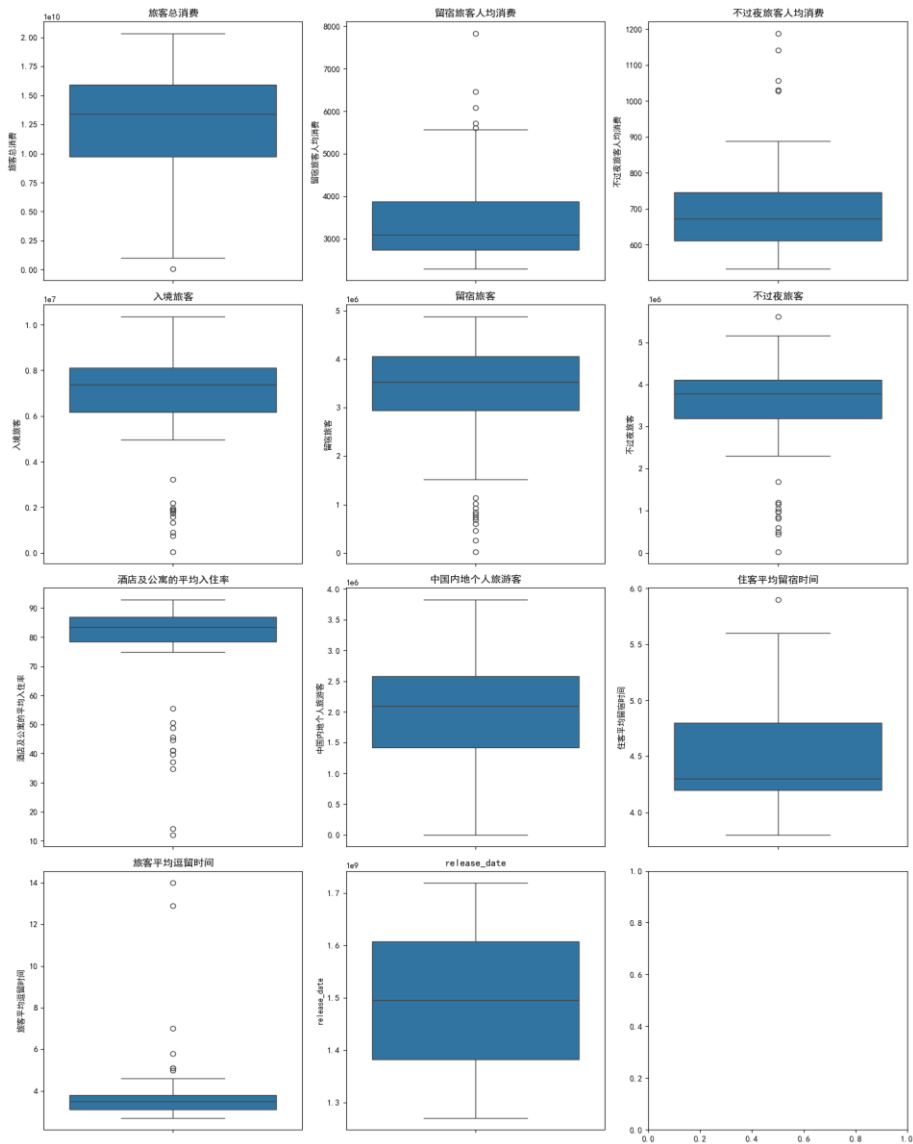 旅客总消费
1e10
2.00
1.75
1.50
1.25
1.00
0.75
0.50
0.25
0.00
旅客总消费
留宿旅客人均消费
8000
7000
6000
5000
4000
3000
留宿旅客人均消费
不过夜旅客人均消费
1200
1100
1000
900
800
700
600
不过夜旅客人均消费
入境旅客
1e7
1.0
0.8
0.6
0.4
0.2
0.0
入境旅客
留宿旅客
1e6
5
4
3
2
1
0
留宿旅客
不过夜旅客
1e6
5
4
3
2
1
0
不过夜旅客
酒店及公寓的平均入住率
90
80
70
60
50
40
30
20
10
酒店及公寓的平均入住率
中国内地个人旅游客
1e6
4.0
3.5
3.0
2.5
2.0
1.5
1.0
0.5
0.0
中国内地个人旅游客
住客平均留宿时间
6.0
5.5
5.0
4.5
4.0
住客平均留宿时间
旅客平均逗留时间
14
12
10
8
6
4
旅客平均逗留时间
release_date
1e9
1.7
1.6
1.5
1.4
1.3
release_date
1.0
0.8
0.6
0.4
0.2
0.0
0.0 0.2 0.4 0.6 0.8 1.0